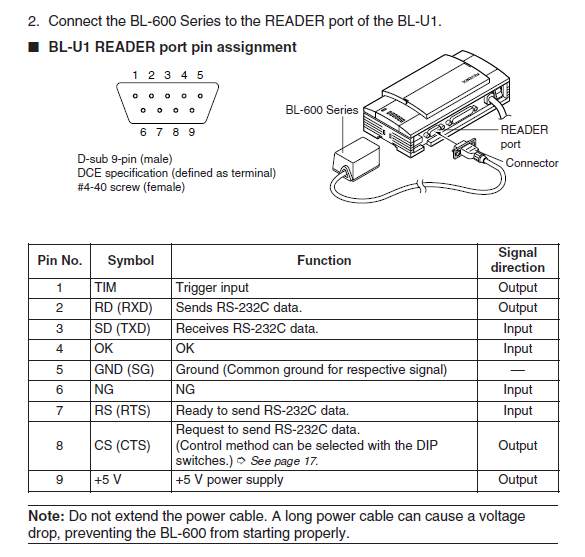 2. Connect the BL-600 Series to the READER port of the BL-U1.
■ BL-U1 READER port pin assignment
1 2 3 4 5
6 7 8 9
D-sub 9-pin (male)
DCE specification (defined as terminal)
#4-40 screw (female)
BL-600 Series
READER
port
Connector
Pin No. Symbol Function Signal direction
1 TIM Trigger input Output
2 RD (RXD) Sends RS-232C data. Output
3 SD (TXD) Receives RS-232C data. Input
4 OK OK Input
5 GND (SG) Ground (Common ground for respective signal) —
6 NG NG Input
7 RS (RTS) Ready to send RS-232C data. Input
8 CS (CTS) Request to send RS-232C data.
(Control method can be selected with the DIP
switches.) ➩ See page 17. Output
9 +5 V +5 V power supply Output
Note: Do not extend the power cable. A long power cable can cause a voltage
drop, preventing the BL-600 from starting properly.